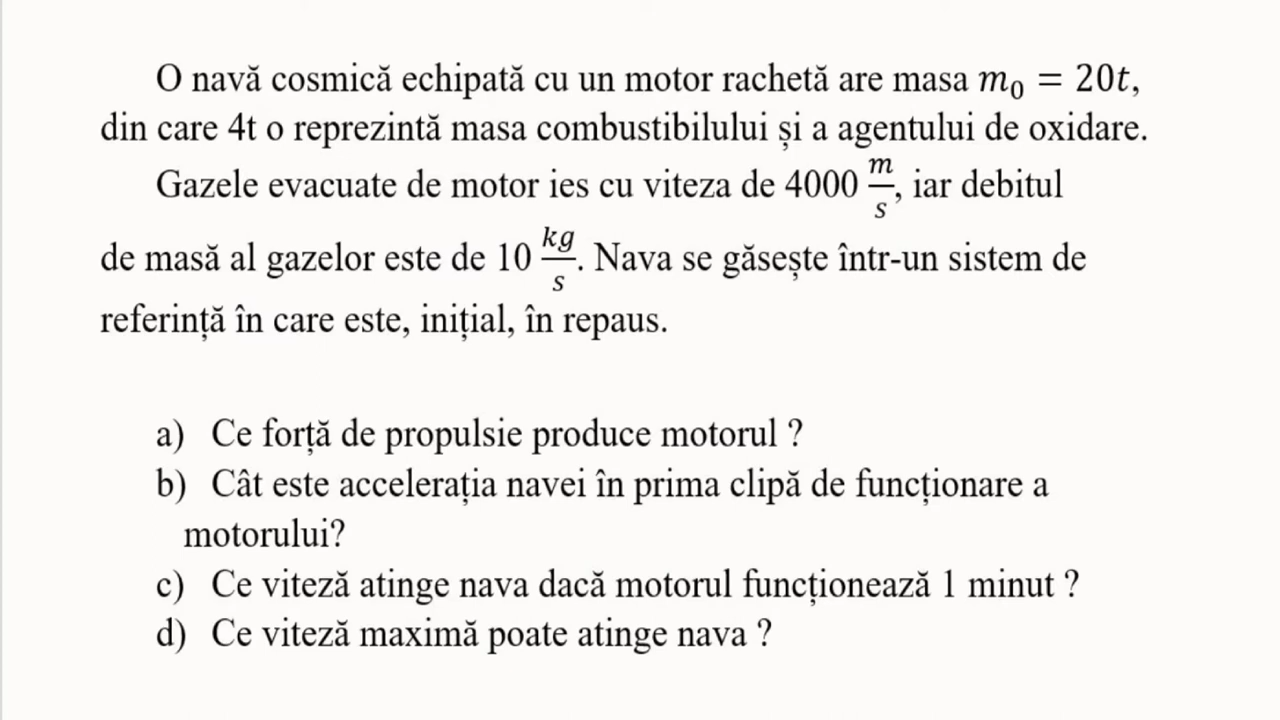 O navă cosmică echipată cu un motor rachetă are masa m₀ = 20t,
din care 4t o reprezintă masa combustibilului și a agentului de oxidare.
Gazele evacuate de motor ies cu viteza de 4000 m/s, iar debitul
de masă al gazelor este de 10 kg/s. Nava se găsește într-un sistem de
referință în care este, inițial, în repaus.
a) Ce forță de propulsie produce motorul ?
b) Cât este accelerația navei în prima clipă de funcționare a
motorului?
c) Ce viteză atinge nava dacă motorul funcționează 1 minut ?
d) Ce viteză maximă poate atinge nava ?